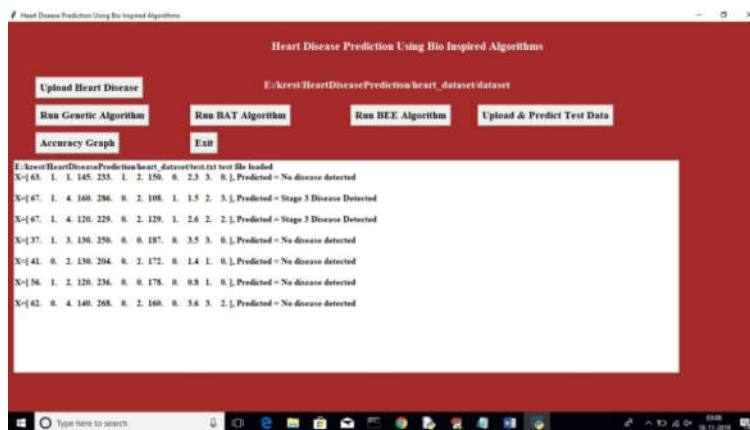 Heart Disease Prediction Using Bio Inspired Algorithms
Heart Disease Prediction Using Bio Inspired Algorithms
Upload Heart Disease
E:/krest/HeartDiseasePrediction/heart_dataset/dataset
Run Genetic Algorithm
Run BAT Algorithm
Run BEE Algorithm
Upload & Predict Test Data
Accuracy Graph
Exit
E:/krest/HeartDiseasePrediction/heart_dataset/test.txt test file loaded
X=[ 63. 1. 1. 145. 233. 1. 2. 150. 0. 2.3 3. 0. ], Predicted = No disease detected
X=[ 67. 1. 4. 160. 286. 0. 2. 108. 1. 1.5 2. 3. ], Predicted = Stage 3 Disease Detected
X=[ 67. 1. 4. 120. 229. 0. 2. 129. 1. 2.6 2. 2. ], Predicted = Stage 3 Disease Detected
X=[ 37. 1. 3. 130. 250. 0. 0. 187. 0. 3.5 3. 0. ], Predicted = No disease detected
X=[ 41. 0. 2. 130. 204. 0. 2. 172. 0. 1.4 1. 0. ], Predicted = No disease detected
X=[ 56. 1. 2. 120. 236. 0. 0. 178. 0. 0.8 1. 0. ], Predicted = No disease detected
X=[ 62. 0. 4. 140. 268. 0. 2. 160. 0. 3.6 3. 2. ], Predicted = No disease detected
Type here to search